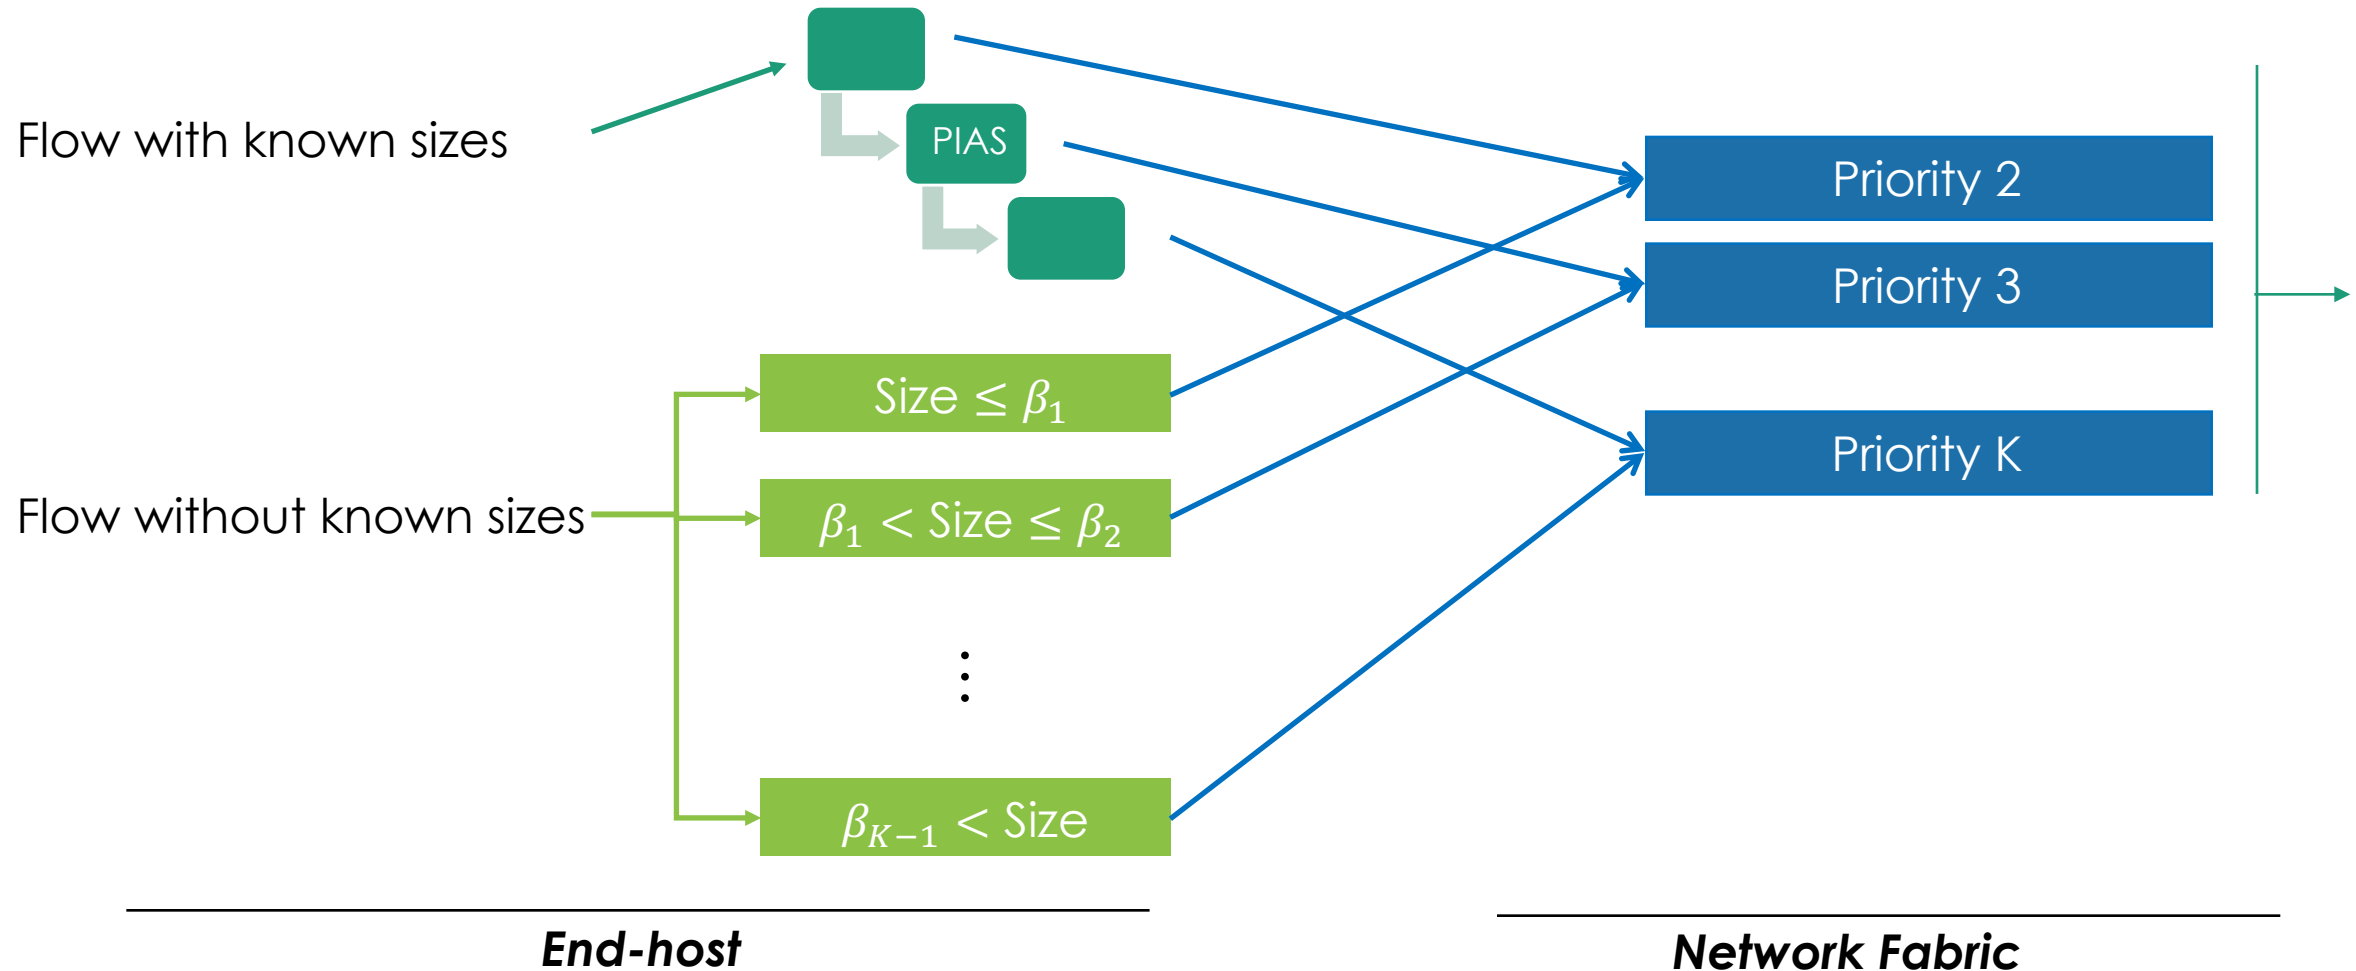 Flow with known sizes
PIAS
Priority 2
Priority 3
Size ≤ β₁
Priority K
Flow without known sizes
β₁ < Size ≤ β₂
⋮
β_{K−1} < Size
End-host
Network Fabric